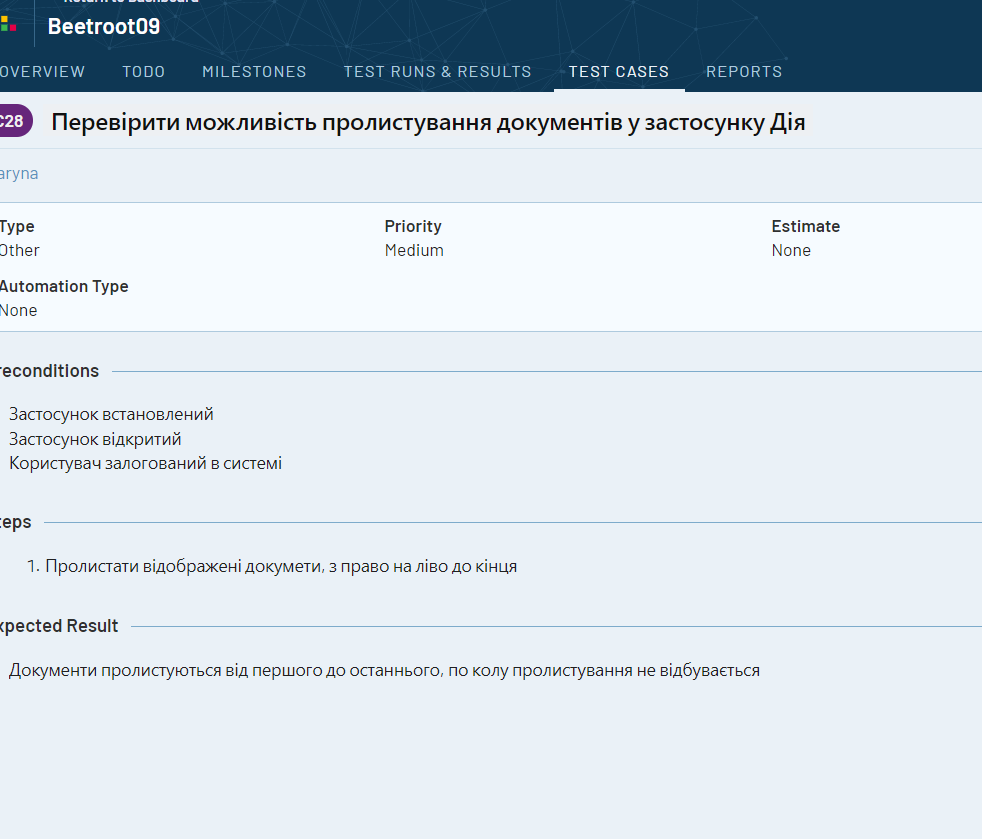 Return to Dashboard
Beetroot09
OVERVIEW TODO MILESTONES TEST RUNS & RESULTS TEST CASES REPORTS
C28 Перевірити можливість пролистування документів у застосунку Дія
aryna
Type Priority Estimate
Other Medium None
Automation Type
None
reconditions
Застосунок встановлений
Застосунок відкритий
Користувач залогований в системі
teps
1. Пролистати відображені докумети, з право на ліво до кінця
xpected Result
Документи пролистуються від першого до останнього, по колу пролистування не відбувається